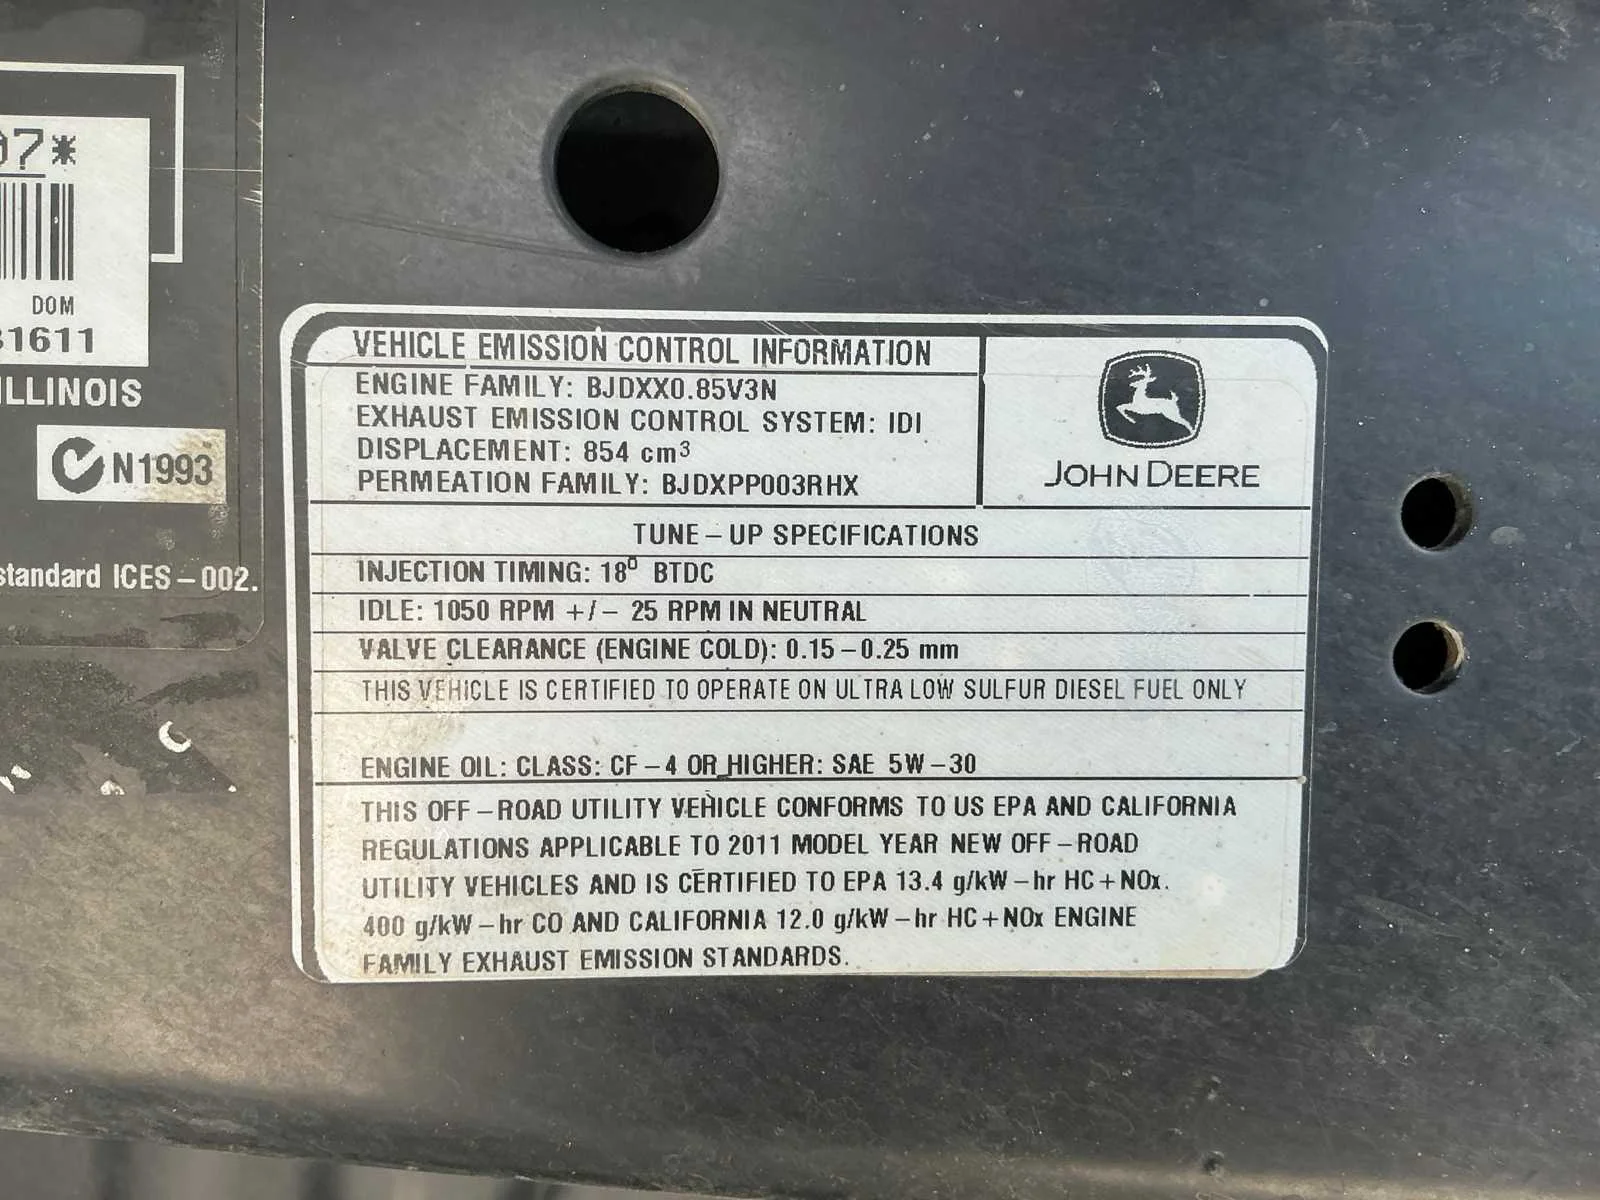 07*
DOM
31611
ILLINOIS
N1993
standard ICES-002.
VEHICLE EMISSION CONTROL INFORMATION
ENGINE FAMILY: BJDXX0.85V3N
EXHAUST EMISSION CONTROL SYSTEM: IDI
DISPLACEMENT: 854 cm³
PERMEATION FAMILY: BJDXPP003RHX
JOHN DEERE
TUNE-UP SPECIFICATIONS
INJECTION TIMING: 18° BTDC
IDLE: 1050 RPM +/- 25 RPM IN NEUTRAL
VALVE CLEARANCE (ENGINE COLD): 0.15-0.25 mm
THIS VEHICLE IS CERTIFIED TO OPERATE ON ULTRA LOW SULFUR DIESEL FUEL ONLY
ENGINE OIL: CLASS: CF-4 OR HIGHER: SAE 5W-30
THIS OFF-ROAD UTILITY VEHICLE CONFORMS TO US EPA AND CALIFORNIA
REGULATIONS APPLICABLE TO 2011 MODEL YEAR NEW OFF-ROAD
UTILITY VEHICLES AND IS CERTIFIED TO EPA 13.4 g/kW-hr HC+NOx.
400 g/kW-hr CO AND CALIFORNIA 12.0 g/kW-hr HC+NOx ENGINE
FAMILY EXHAUST EMISSION STANDARDS.